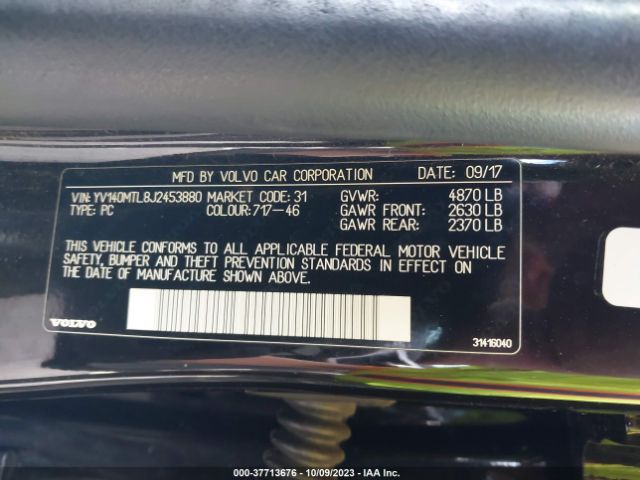 MFD BY VOLVO CAR CORPORATION DATE: 09/17
VIN: YV140MTL8J2453880 MARKET CODE: 31 GVWR: 4870 LB
TYPE: PC COLOUR: 717-46 GAWR FRONT: 2630 LB
GAWR REAR: 2370 LB
THIS VEHICLE CONFORMS TO ALL APPLICABLE FEDERAL MOTOR VEHICLE
SAFETY, BUMPER AND THEFT PREVENTION STANDARDS IN EFFECT ON
THE DATE OF MANUFACTURE SHOWN ABOVE.
VOLVO 31416040
000-37713676 • 10/09/2023 • IAA Inc.